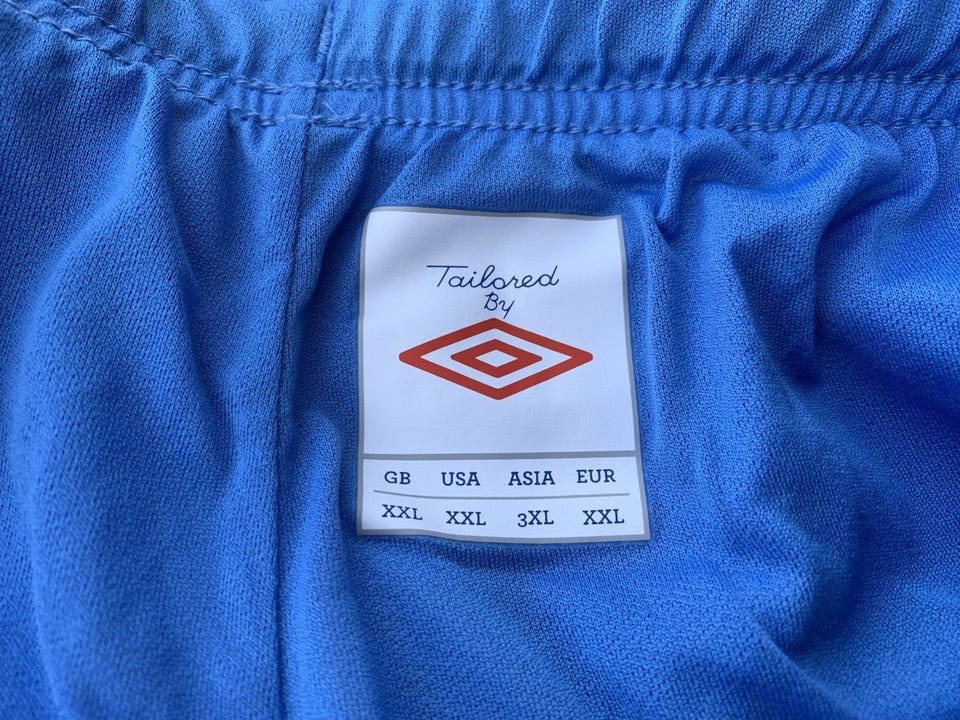 Tailored
By
GB USA ASIA EUR
XXL XXL 3XL XXL